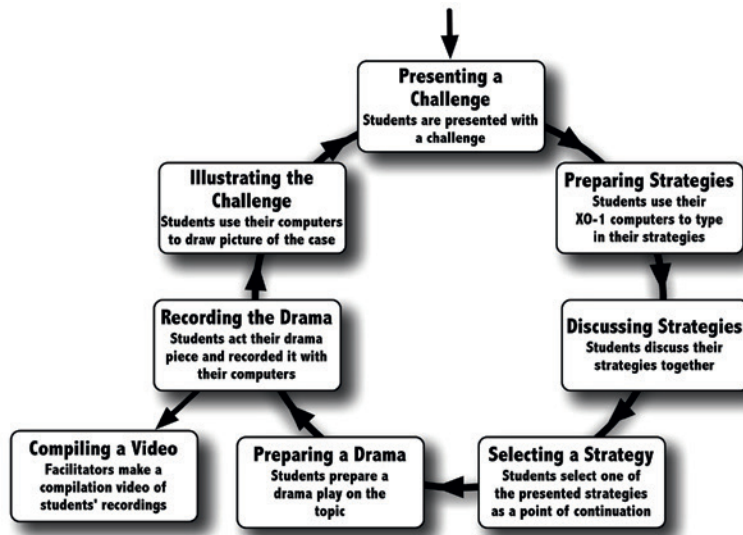 Presenting a
Challenge
Students are presented with
a challenge
Preparing Strategies
Students use their
XO-1 computers to type
in their strategies
Discussing Strategies
Students discuss their
strategies together
Selecting a Strategy
Students select one of
the presented strategies
as a point of continuation
Preparing a Drama
Students prepare a
drama play on the
topic
Recording the Drama
Students act their drama
piece and recorded it with
their computers
Compiling a Video
Facilitators make a
compilation video of
students' recordings
Illustrating the
Challenge
Students use their computers
to draw picture of the case